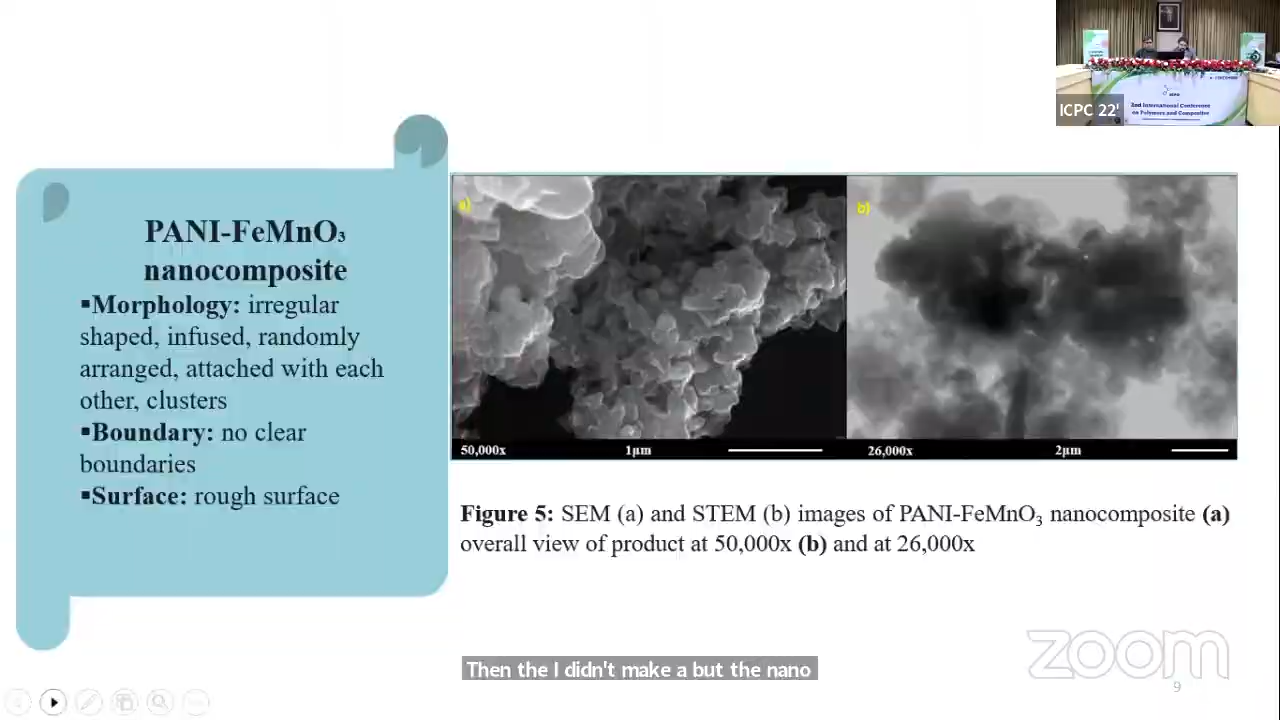 ICPC 22'
2nd International Conference
on Polymers and Composites
PANI-FeMnO₃
nanocomposite
▪Morphology: irregular
shaped, infused, randomly
arranged, attached with each
other, clusters
▪Boundary: no clear
boundaries
▪Surface: rough surface
a)
b)
50,000x 1µm
26,000x 2µm
Figure 5: SEM (a) and STEM (b) images of PANI-FeMnO₃ nanocomposite (a)
overall view of product at 50,000x (b) and at 26,000x
zoom
9
Then the I didn't make a but the nano